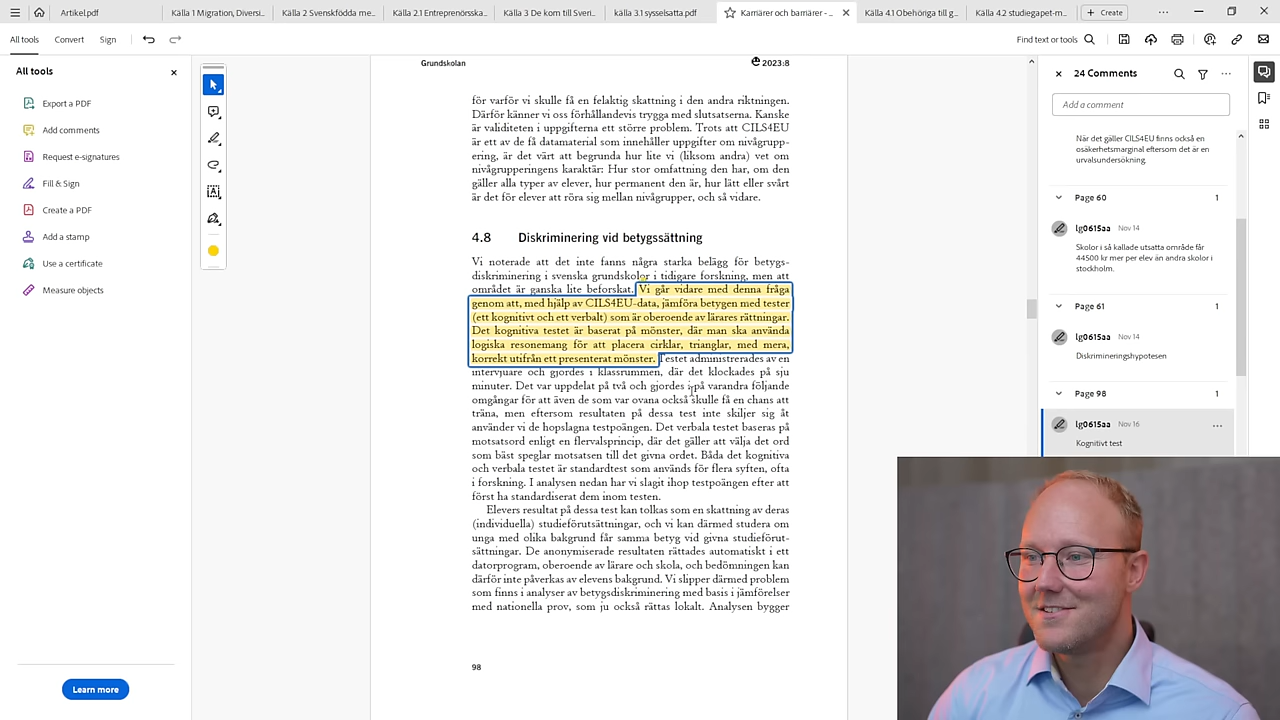 Artikel.pdf
Källa 1 Migration, Diversi...
Källa 2 Svenskfödda me...
Källa 2.1 Entreprenörsska...
Källa 3 De kom till Sveri...
källa 3.1 sysselsatta.pdf
Karriärer och barriärer - ...
Källa 4.1 Obehöriga till g...
Källa 4.2 studiegapet-m...
Create
All tools
Convert
Sign
Find text or tools
All tools
Export a PDF
Add comments
Request e-signatures
Fill & Sign
Create a PDF
Add a stamp
Use a certificate
Measure objects
Learn more
Grundskolan
2023:8
för varför vi skulle få en felaktig skattning i den andra riktningen.
Därför känner vi oss förhållandevis trygga med slutsatserna. Kanske
är validiteten i uppgifterna ett större problem. Trots att CILS4EU
är ett av de få datamaterial som innehåller uppgifter om nivågrupp-
ering, är det värt att begrunda hur lite vi (liksom andra) vet om
nivågrupperingens karaktär: Hur stor omfattning den har, om den
gäller alla typer av elever, hur permanent den är, hur lätt eller svårt
är det för elever att röra sig mellan nivågrupper, och så vidare.
4.8 Diskriminering vid betygssättning
Vi noterade att det inte fanns några starka belägg för betygs-
diskriminering i svenska grundskolor i tidigare forskning, men att
området är ganska lite beforskat. Vi går vidare med denna fråga
genom att, med hjälp av CILS4EU-data, jämföra betygen med tester
(ett kognitivt och ett verbalt) som är oberoende av lärares rättningar.
Det kognitiva testet är baserat på mönster, där man ska använda
logiska resonemang för att placera cirklar, trianglar, med mera,
korrekt utifrån ett presenterat mönster. Testet administrerades av en
intervjuare och gjordes i klassrummen, där det klockades på sju
minuter. Det var uppdelat på två och gjordes i på varandra följande
omgångar för att även de som var ovana också skulle få en chans att
träna, men eftersom resultaten på dessa test inte skiljer sig åt
använder vi de hopslagna testpoängen. Det verbala testet baseras på
motsatsord enligt en flervalsprincip, där det gäller att välja det ord
som bäst speglar motsatsen till det givna ordet. Båda det kognitiva
och verbala testet är standardtest som används för flera syften, ofta
i forskning. I analysen nedan har vi slagit ihop testpoängen efter att
först ha standardiserat dem inom testen.
Elevers resultat på dessa test kan tolkas som en skattning av deras
(individuella) studieförutsättningar, och vi kan därmed studera om
unga med olika bakgrund får samma betyg vid givna studieförut-
sättningar. De anonymiserade resultaten rättades automatiskt i ett
datorprogram, oberoende av lärare och skola, och bedömningen kan
därför inte påverkas av elevens bakgrund. Vi slipper därmed problem
som finns i analyser av betygsdiskriminering med basis i jämförelser
med nationella prov, som ju också rättas lokalt. Analysen bygger
98
24 Comments
Add a comment
När det gäller CILS4EU finns också en
osäkerhetsmarginal eftersom det är en
urvalsundersökning.
Page 60 1
lg0615aa Nov 14
Skolor i så kallade utsatta område får
44500 kr mer per elev än andra skolor i
stockholm.
Page 61 1
lg0615aa Nov 14
Diskrimineringshypotesen
Page 98 1
lg0615aa Nov 16
Kognitivt test